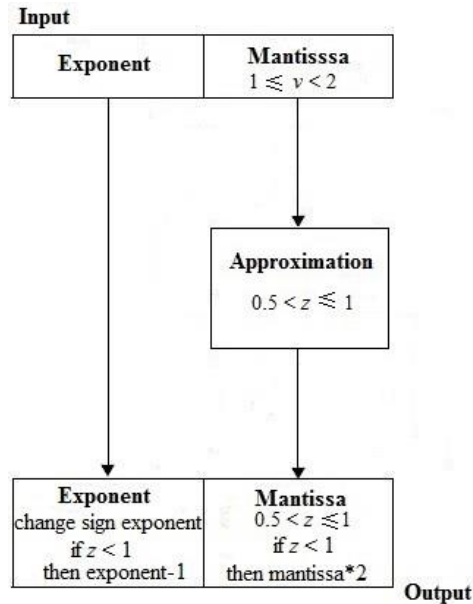 Input
Exponent
Mantisssa
1 ⩽ v < 2
Approximation
0.5 < z ⩽ 1
Exponent
change sign exponent
if z < 1
then exponent-1
Mantissa
0.5 < z ⩽1
if z < 1
then mantissa*2
Output